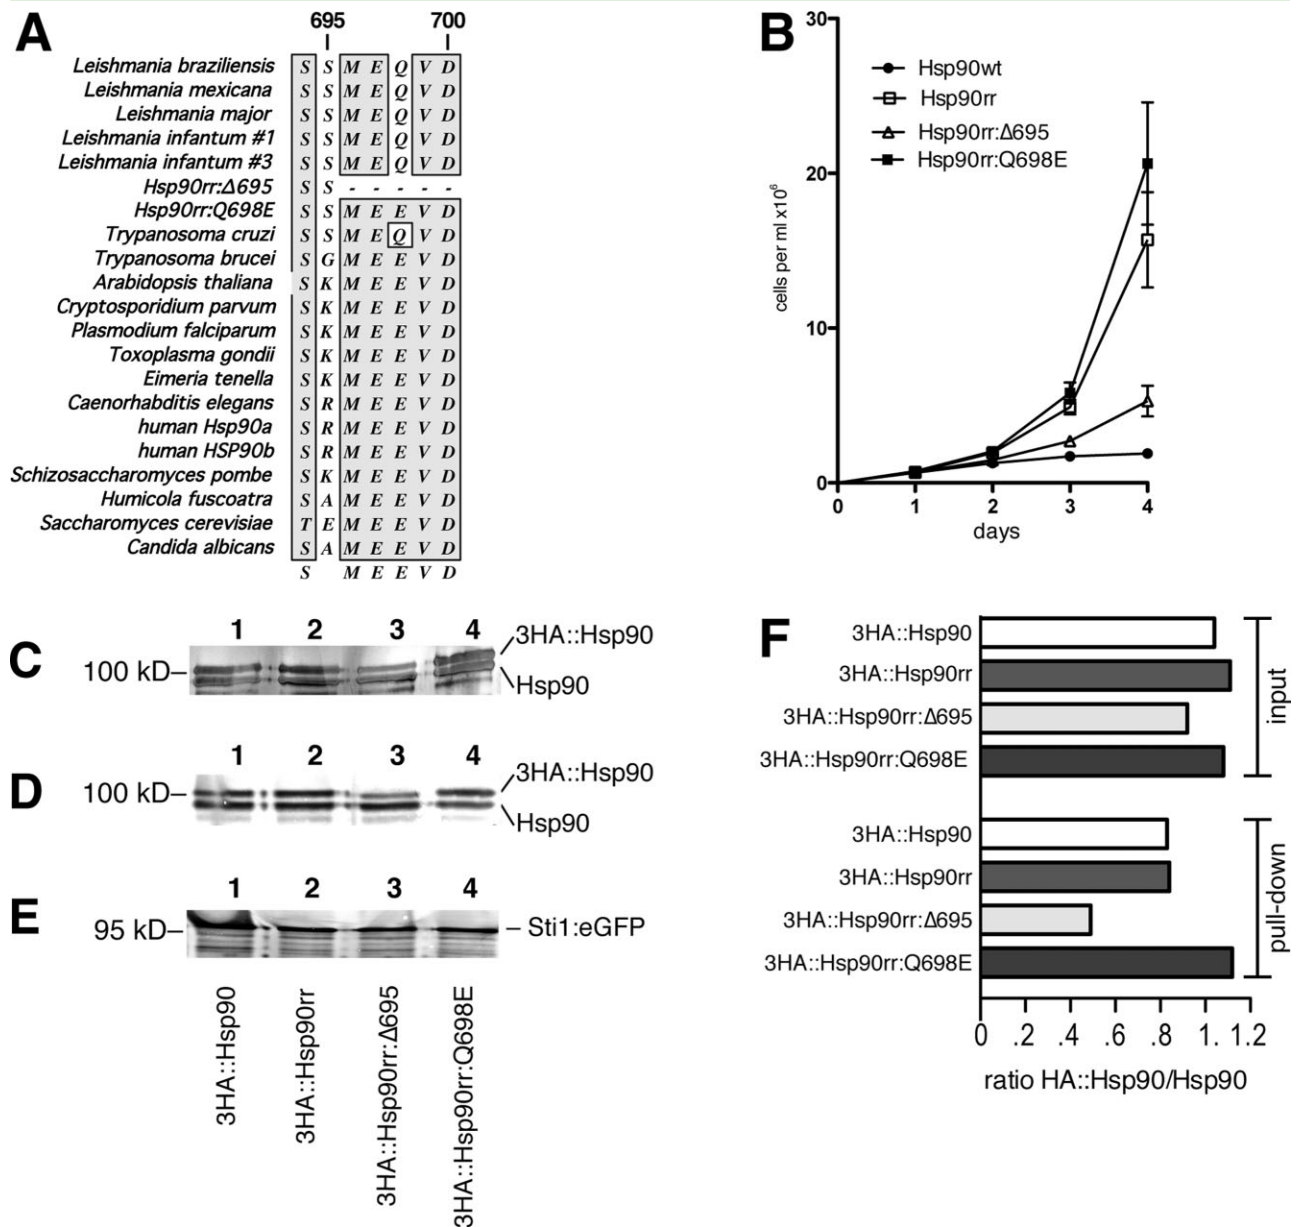 A
695 700
Leishmania braziliensis S S M E Q V D
Leishmania mexicana S S M E Q V D
Leishmania major S S M E Q V D
Leishmania infantum #1 S S M E Q V D
Leishmania infantum #3 S S M E Q V D
Hsp90rr:Δ695 S S - - - - -
Hsp90rr:Q698E S S M E E V D
Trypanosoma cruzi S S M E Q V D
Trypanosoma brucei S G M E E V D
Arabidopsis thaliana S K M E E V D
Cryptosporidium parvum S K M E E V D
Plasmodium falciparum S K M E E V D
Toxoplasma gondii S K M E E V D
Eimeria tenella S K M E E V D
Caenorhabditis elegans S R M E E V D
human Hsp90a S R M E E V D
human HSP90b S R M E E V D
Schizosaccharomyces pombe S K M E E V D
Humicola fuscoatra S A M E E V D
Saccharomyces cerevisiae T E M E E V D
Candida albicans S A M E E V D
S M E E V D
B
30
20
10
0
cells per ml x10⁶
Hsp90wt
Hsp90rr
Hsp90rr:Δ695
Hsp90rr:Q698E
0 1 2 3 4
days
C
1 2 3 4
100 kD
3HA::Hsp90
Hsp90
D
1 2 3 4
100 kD
3HA::Hsp90
Hsp90
E
1 2 3 4
95 kD
Sti1:eGFP
3HA::Hsp90
3HA::Hsp90rr
3HA::Hsp90rr:Δ695
3HA::Hsp90rr:Q698E
F
3HA::Hsp90
3HA::Hsp90rr
3HA::Hsp90rr:Δ695
3HA::Hsp90rr:Q698E
input
3HA::Hsp90
3HA::Hsp90rr
3HA::Hsp90rr:Δ695
3HA::Hsp90rr:Q698E
pull-down
0 .2 .4 .6 .8 1. 1.2
ratio HA::Hsp90/Hsp90